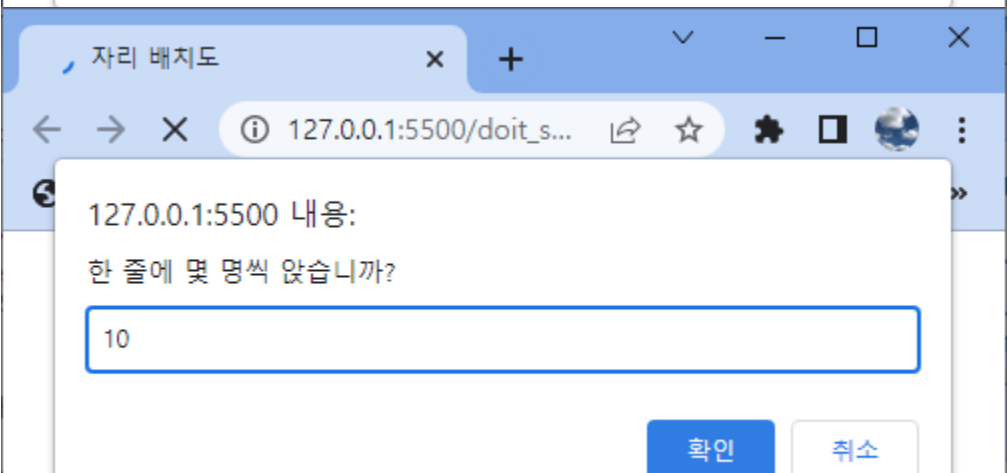 자리 배치도
127.0.0.1:5500/doit_s...
127.0.0.1:5500 내용:
한 줄에 몇 명씩 앉습니까?
10
확인 취소